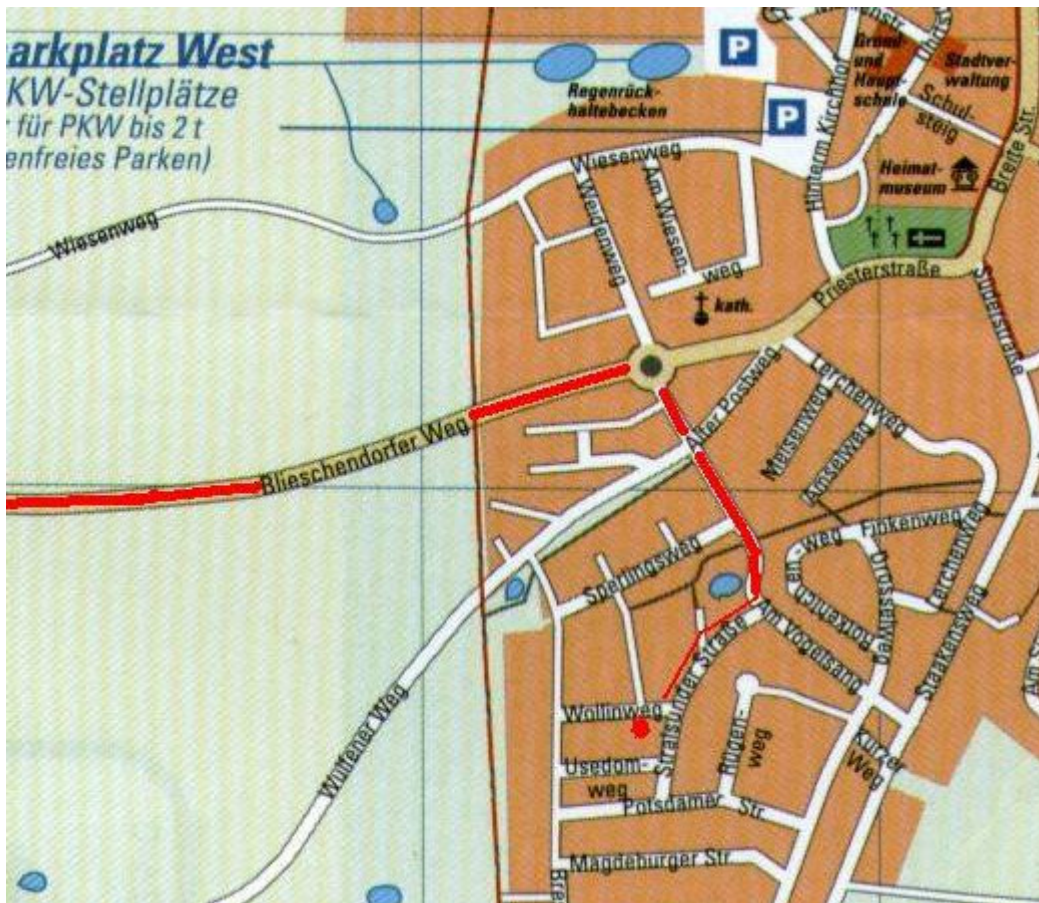 arkplatz West
KW-Stellplätze
für PKW bis 2 t
enfreies Parken)
Regenrück-
haltebecken
P
P
Grund-
und
Haupt-
schule
Stadtver-
waltung
Schul-
steig
Hinterm Kirchhof
Breite Str.
Heimat-
museum
Wiesenweg
Wiesenweg
Weidenweg
Am Wiesen-
weg
Priesterstraße
Süderstraße
kath.
Blieschendorfer Weg
Alter Postweg
Lerchenweg
Meisenweg
Amselweg
Finkenweg
Sperlingsweg
Drosselweg
Lerchenweg
Am Vogelsang
Staakensweg
Stralsunder Straße
Wollinweg
Usedom-
weg
Rügen-
weg
Kurzer
Weg
Wulfener Weg
Potsdamer Str.
Magdeburger Str.